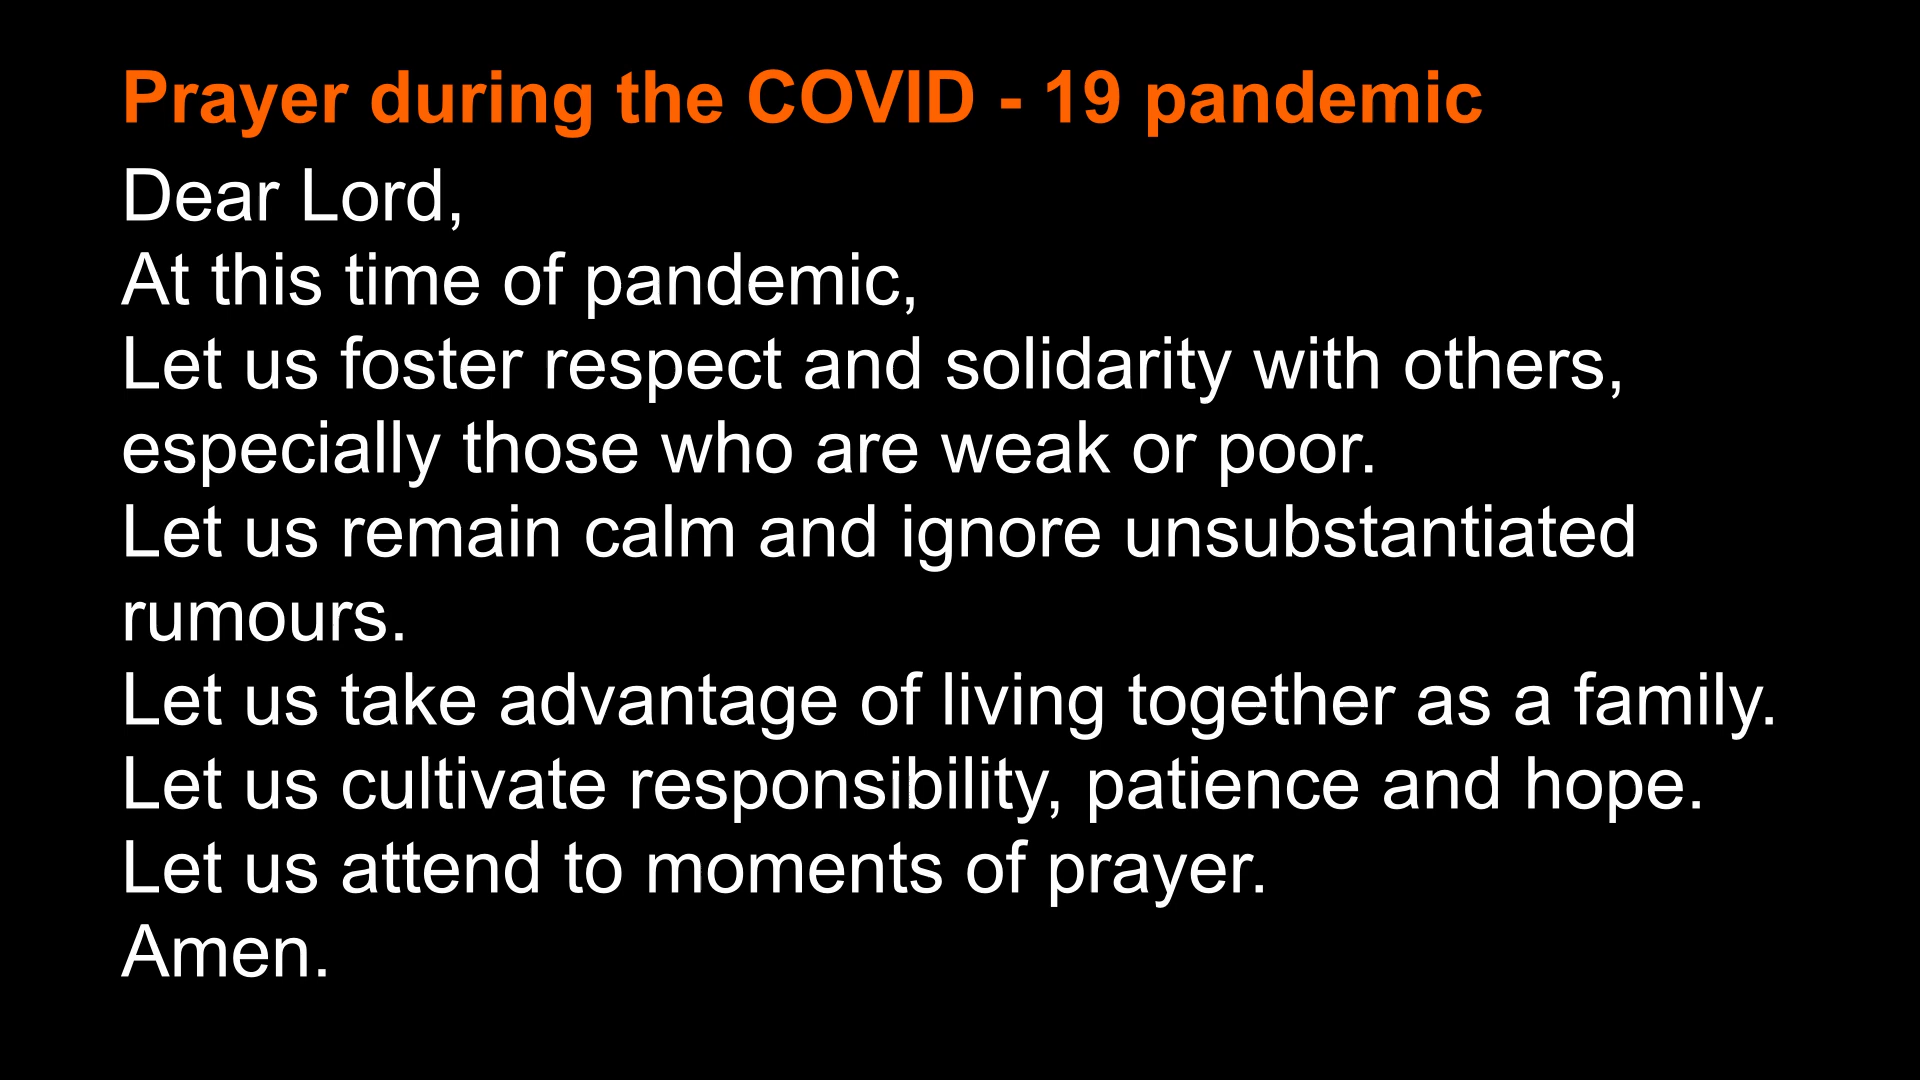 Prayer during the COVID - 19 pandemic
Dear Lord,
At this time of pandemic,
Let us foster respect and solidarity with others,
especially those who are weak or poor.
Let us remain calm and ignore unsubstantiated
rumours.
Let us take advantage of living together as a family.
Let us cultivate responsibility, patience and hope.
Let us attend to moments of prayer.
Amen.